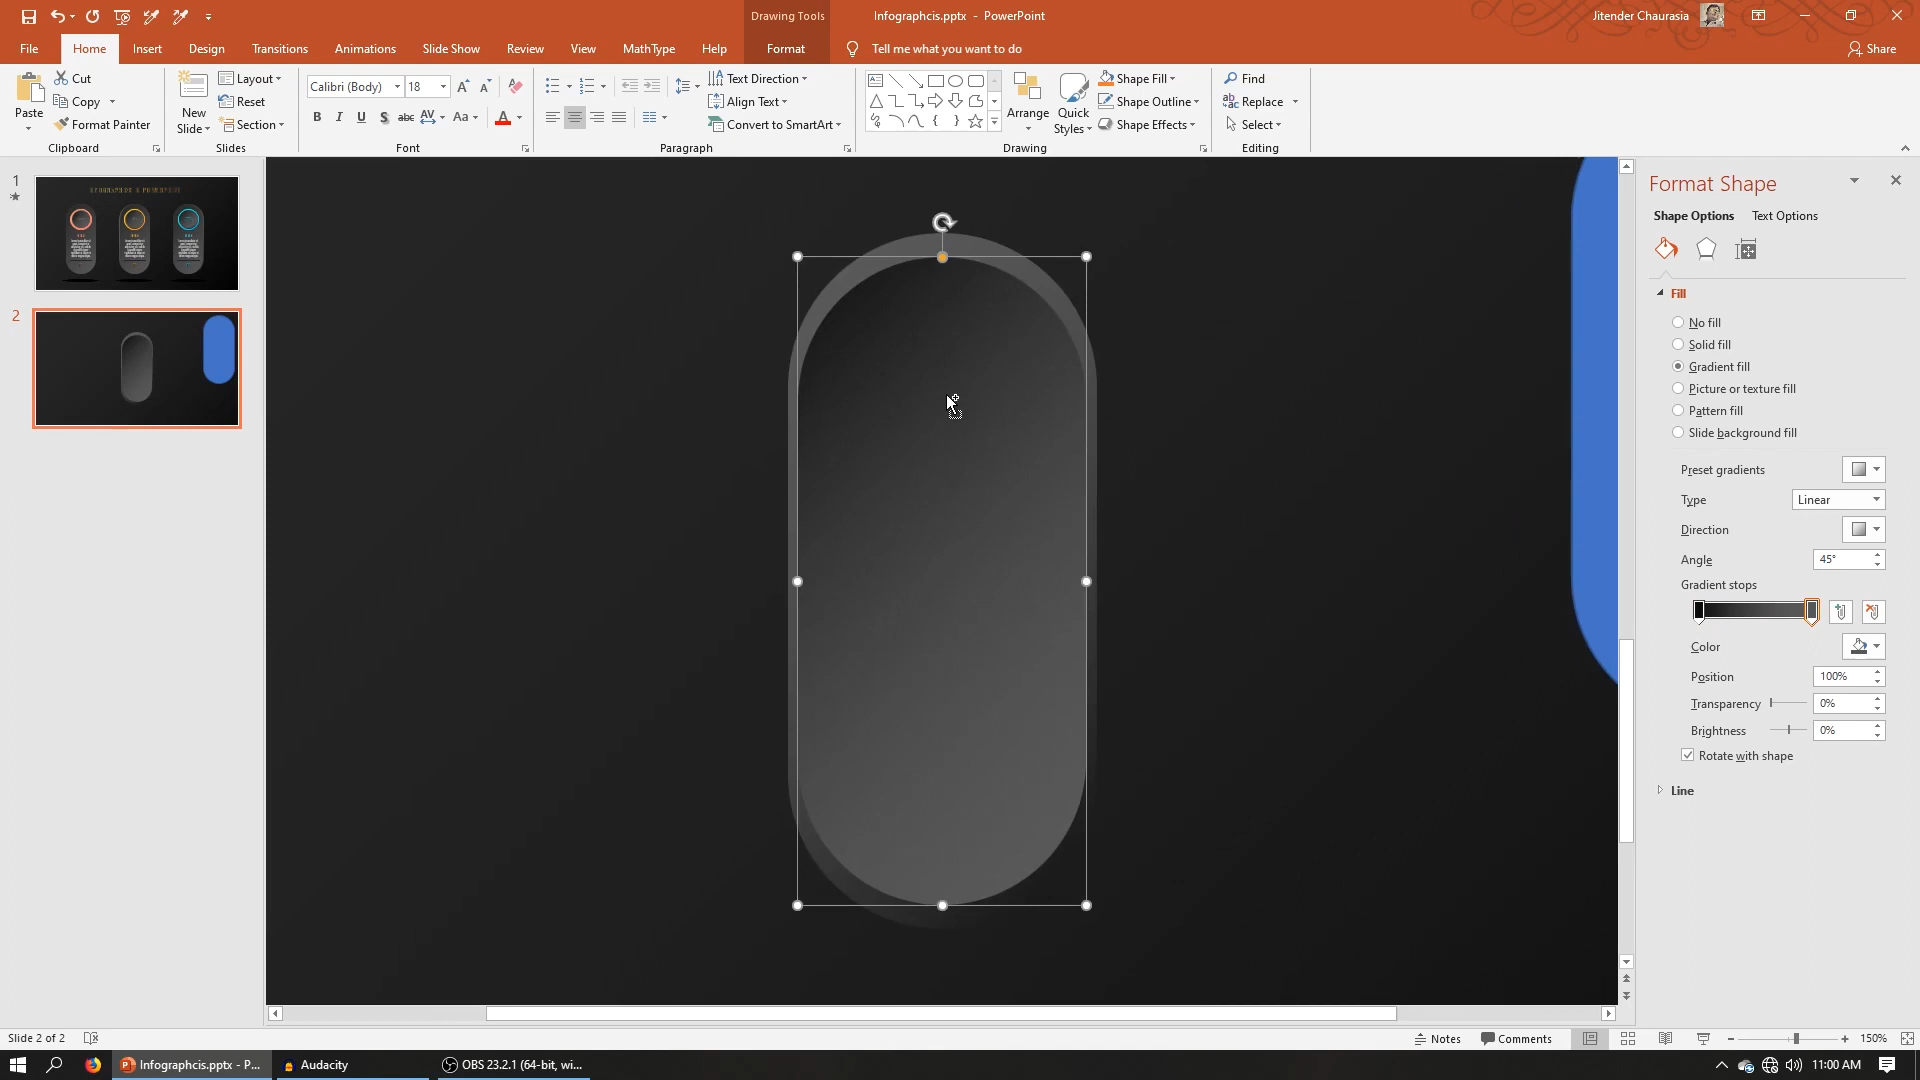 Drawing Tools
Infographcis.pptx - PowerPoint
Jitender Chaurasia
File
Home
Insert
Design
Transitions
Animations
Slide Show
Review
View
MathType
Help
Format
Tell me what you want to do
Share
Paste
Cut
Copy
Format Painter
Clipboard
New
Slide
Layout
Reset
Section
Slides
Calibri (Body)
18
B I U S abc AV Aa A
Font
Text Direction
Align Text
Convert to SmartArt
Paragraph
Arrange
Quick
Styles
Shape Fill
Shape Outline
Shape Effects
Drawing
Find
Replace
Select
Editing
1
2
Format Shape
Shape Options
Text Options
Fill
No fill
Solid fill
Gradient fill
Picture or texture fill
Pattern fill
Slide background fill
Preset gradients
Type
Linear
Direction
Angle
45°
Gradient stops
Color
Position
100%
Transparency
0%
Brightness
0%
Rotate with shape
Line
Slide 2 of 2
Notes
Comments
150%
Infographcis.pptx - P...
Audacity
OBS 23.2.1 (64-bit, wi...
11:00 AM